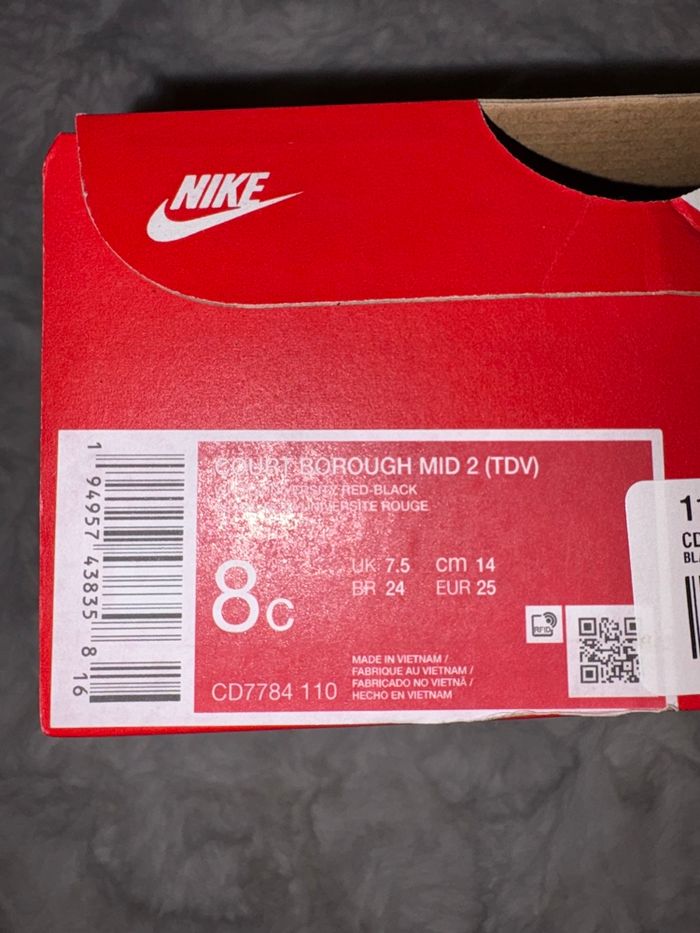 NIKE
COURT BOROUGH MID 2 (TDV)
RED-BLACK
ROUGE
8C
UK 7.5 cm 14
BR 24 EUR 25
RFID
CD7784 110
MADE IN VIETNAM /
FABRIQUE AU VIETNAM /
FABRICADO NO VIETNÃ /
HECHO EN VIETNAM
1 94957 43835 8 16